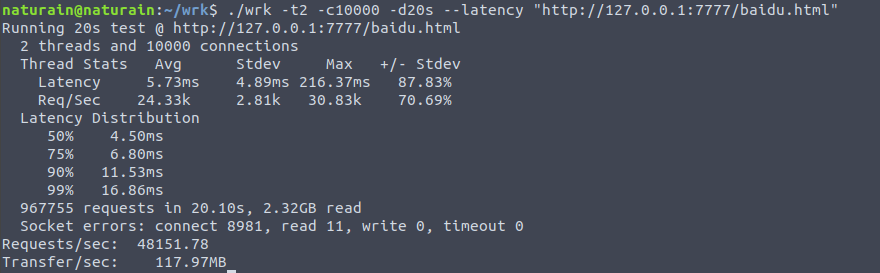 naturain@naturain:~/wrk$ ./wrk -t2 -c10000 -d20s --latency "http://127.0.0.1:7777/baidu.html"
Running 20s test @ http://127.0.0.1:7777/baidu.html
  2 threads and 10000 connections
  Thread Stats   Avg      Stdev     Max   +/- Stdev
    Latency     5.73ms    4.89ms 216.37ms   87.83%
    Req/Sec    24.33k     2.81k   30.83k    70.69%
  Latency Distribution
     50%    4.50ms
     75%    6.80ms
     90%   11.53ms
     99%   16.86ms
  967755 requests in 20.10s, 2.32GB read
  Socket errors: connect 8981, read 11, write 0, timeout 0
Requests/sec:  48151.78
Transfer/sec:    117.97MB